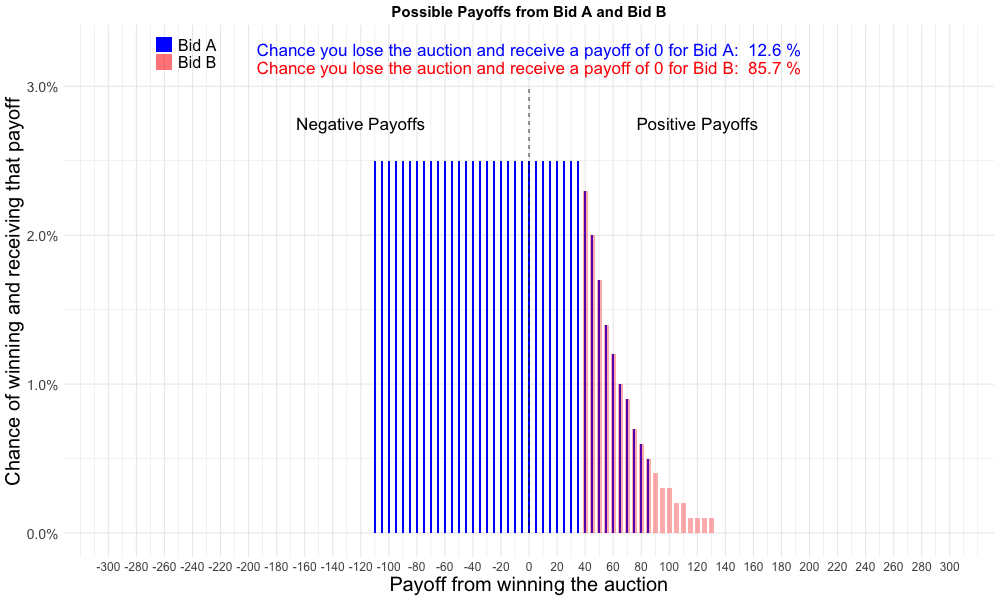 Possible Payoffs from Bid A and Bid B
Bid A
Bid B
Chance you lose the auction and receive a payoff of 0 for Bid A:  12.6 %
Chance you lose the auction and receive a payoff of 0 for Bid B:  85.7 %
Negative Payoffs
Positive Payoffs
Chance of winning and receiving that payoff
3.0%
2.0%
1.0%
0.0%
-300 -280 -260 -240 -220 -200 -180 -160 -140 -120 -100 -80 -60 -40 -20 0 20 40 60 80 100 120 140 160 180 200 220 240 260 280 300
Payoff from winning the auction